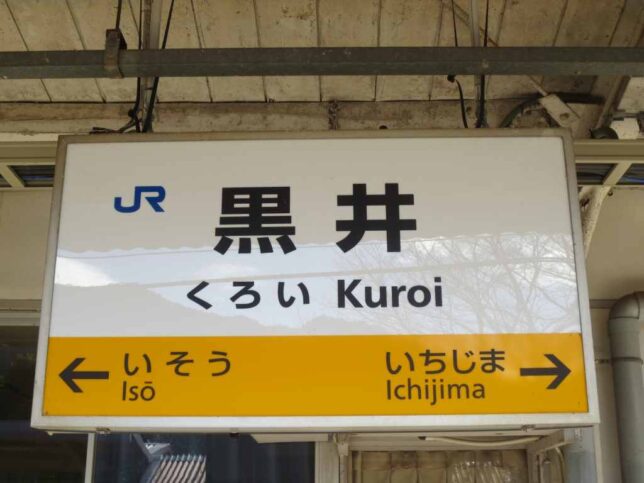 JR
黒井
くろい Kuroi
← いそう いちじま →
Isō Ichijima